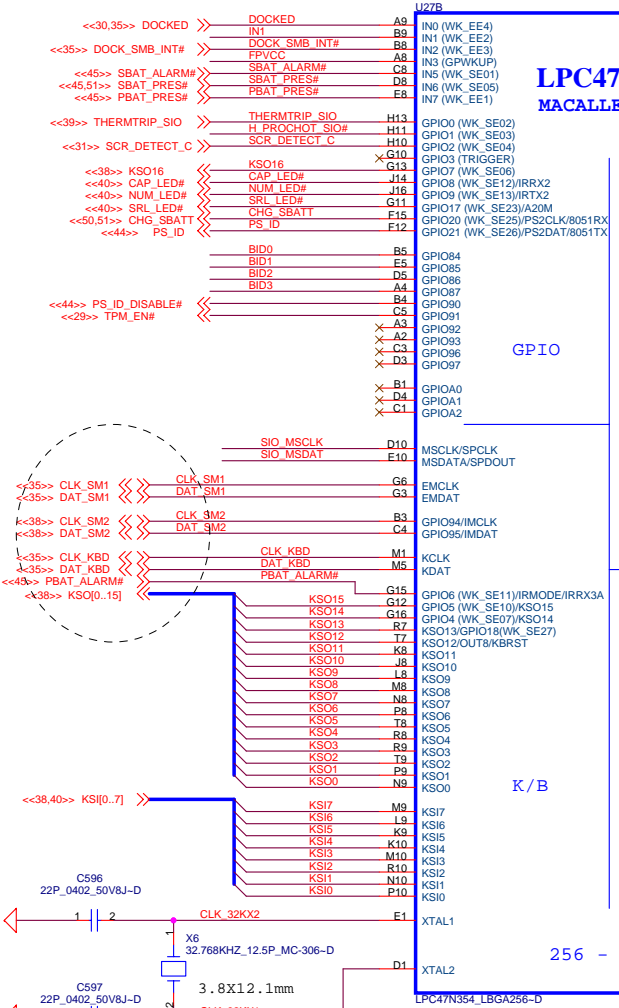 U27B
<<30,35>> DOCKED DOCKED A9 IN0 (WK_EE4)
IN1 B9 IN1 (WK_EE2)
<<35>> DOCK_SMB_INT# DOCK_SMB_INT# B8 IN2 (WK_EE3)
FPVCC A8 IN3 (GPWKUP)
<<45>> SBAT_ALARM# SBAT_ALARM# C8 IN5 (WK_SE01)
<<45,51>> SBAT_PRES# SBAT_PRES# D8 IN6 (WK_SE05)
<<45>> PBAT_PRES# PBAT_PRES# E8 IN7 (WK_EE1)
LPC47
MACALLE
<<39>> THERMTRIP_SIO THERMTRIP_SIO H13 GPIO0 (WK_SE02)
H_PROCHOT_SIO# H11 GPIO1 (WK_SE03)
<<31>> SCR_DETECT_C SCR_DETECT_C H10 GPIO2 (WK_SE04)
G10 GPIO3 (TRIGGER)
<<38>> KSO16 KSO16 G13 GPIO7 (WK_SE06)
<<40>> CAP_LED# CAP_LED# J14 GPIO8 (WK_SE12)/IRRX2
<<40>> NUM_LED# NUM_LED# J16 GPIO9 (WK_SE13)/IRTX2
<<40>> SRL_LED# SRL_LED# G11 GPIO17 (WK_SE23)/A20M
<<50,51>> CHG_SBATT CHG_SBATT F15 GPIO20 (WK_SE25)/PS2CLK/8051RX
<<44>> PS_ID PS_ID F12 GPIO21 (WK_SE26)/PS2DAT/8051TX
BID0 B5 GPIO84
BID1 E5 GPIO85
BID2 D5 GPIO86
BID3 A4 GPIO87
<<44>> PS_ID_DISABLE# B4 GPIO90
<<29>> TPM_EN# C5 GPIO91
A3 GPIO92
A2 GPIO93
C3 GPIO96
D3 GPIO97
GPIO
B1 GPIOA0
D4 GPIOA1
C1 GPIOA2
SIO_MSCLK D10 MSCLK/SPCLK
SIO_MSDAT F10 MSDATA/SPDOUT
<<35>> CLK_SM1 CLK_SM1 G6 EMCLK
<<35>> DAT_SM1 DAT_SM1 G3 EMDAT
<<38>> CLK_SM2 CLK_SM2 B3 GPIO94/IMCLK
<<38>> DAT_SM2 DAT_SM2 C4 GPIO95/IMDAT
<<35>> CLK_KBD CLK_KBD M1 KCLK
<<35>> DAT_KBD DAT_KBD M5 KDAT
<<45>> PBAT_ALARM# PBAT_ALARM# G15 GPIO6 (WK_SE11)/IRMODE/IRRX3A
<<38>> KSO[0..15] KSO15 G12 GPIO5 (WK_SE10)/KSO15
KSO14 G16 GPIO4 (WK_SE07)/KSO14
KSO13 R7 KSO13/GPIO18(WK_SE27)
KSO12 T7 KSO12/OUT8/KBRST
KSO11 K8 KSO11
KSO10 J8 KSO10
KSO9 L8 KSO9
KSO8 M8 KSO8
KSO7 N8 KSO7
KSO6 P8 KSO6
KSO5 T8 KSO5
KSO4 R8 KSO4
KSO3 R9 KSO3
KSO2 T9 KSO2
KSO1 P9 KSO1
KSO0 N9 KSO0
K/B
<<38,40>> KSI[0..7]
KSI7 M9 KSI7
KSI6 L9 KSI6
KSI5 K9 KSI5
KSI4 K10 KSI4
KSI3 M10 KSI3
KSI2 R10 KSI2
KSI1 N10 KSI1
KSI0 P10 KSI0
C596
22P_0402_50V8J~D
1 2 CLK_32KX2 E1 XTAL1
1 X6
32.768KHZ_12.5P_MC-306~D
256 -
D1 XTAL2
C597 3.8X12.1mm
22P_0402_50V8J~D 2
LPC47N354_LBGA256~D